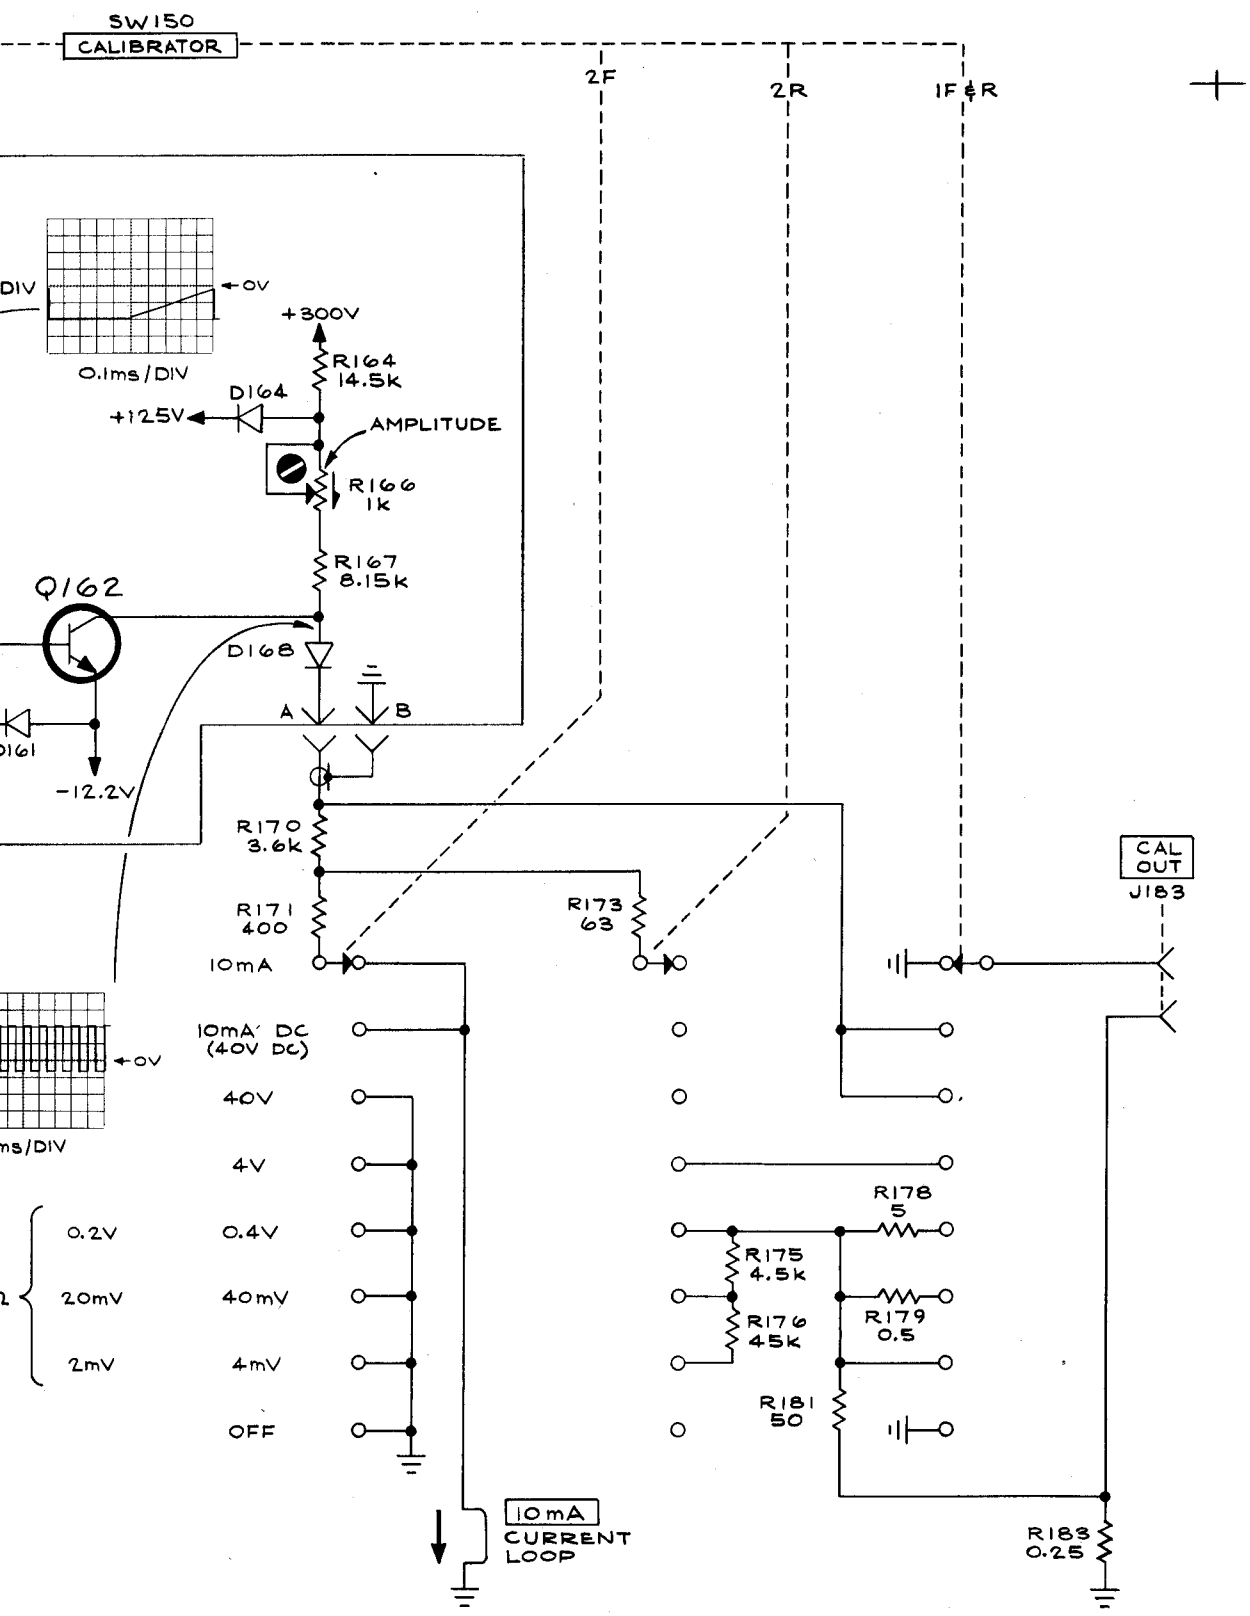 SW150
CALIBRATOR
2F
2R
1F & R
DIV
0V
+300V
0.1ms/DIV
R164
14.5k
D164
+125V
AMPLITUDE
R166
1k
R167
8.15k
Q162
D168
A
B
D161
-12.2V
R170
3.6k
CAL
OUT
J183
R171
400
R173
63
10mA
10mA DC
(40V DC)
0V
40V
ms/DIV
4V
R178
5
0.2V
0.4V
R175
4.5k
2
20mV
40mV
R176
45k
R179
0.5
2mV
4mV
R181
50
OFF
10mA
CURRENT
LOOP
R183
0.25